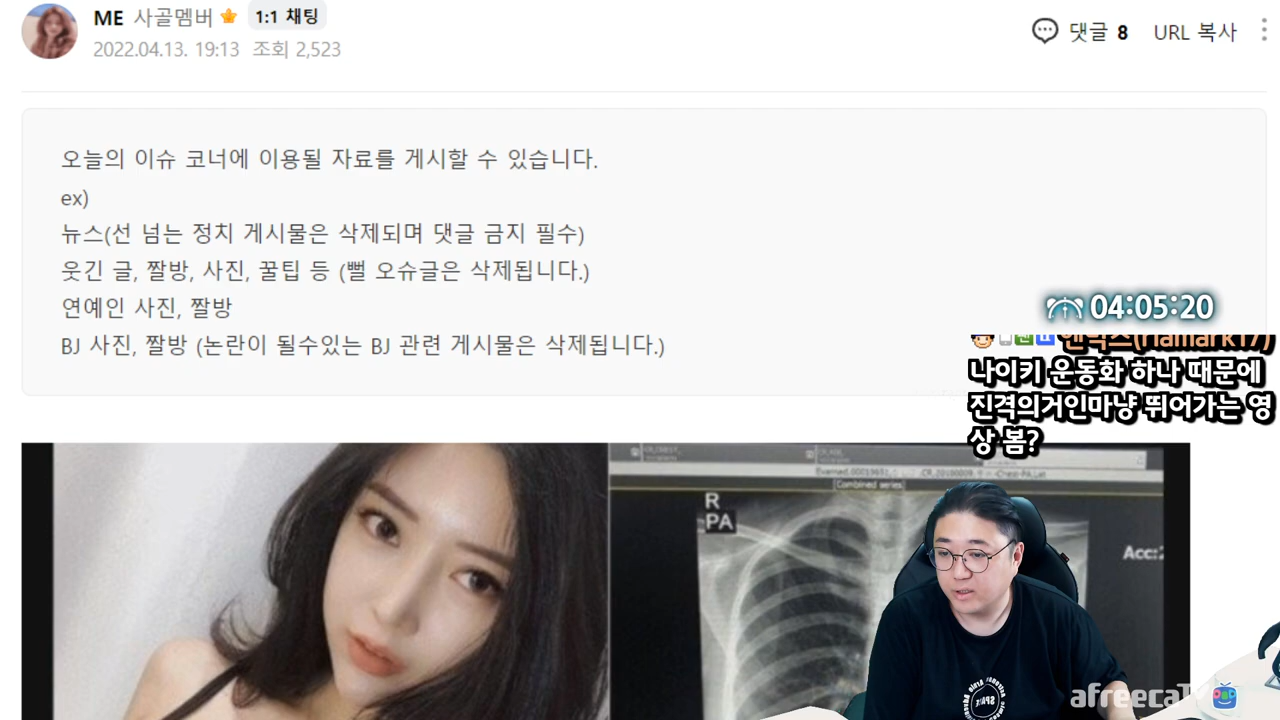 ME 사골멤버 1:1 채팅
2022.04.13. 19:13 조회 2,523
댓글 8 URL 복사
오늘의 이슈 코너에 이용될 자료를 게시할 수 있습니다.
ex)
뉴스(선 넘는 정치 게시물은 삭제되며 댓글 금지 필수)
웃긴 글, 짤방, 사진, 꿀팁 등 (뻘 오슈글은 삭제됩니다.)
연예인 사진, 짤방
BJ 사진, 짤방 (논란이 될수있는 BJ 관련 게시물은 삭제됩니다.)
04:05:20
나이키 운동화 하나 때문에
진격의거인마냥 뛰어가는 영
상 봄?
Combined series
R
PA
Acc:
afreecaTV